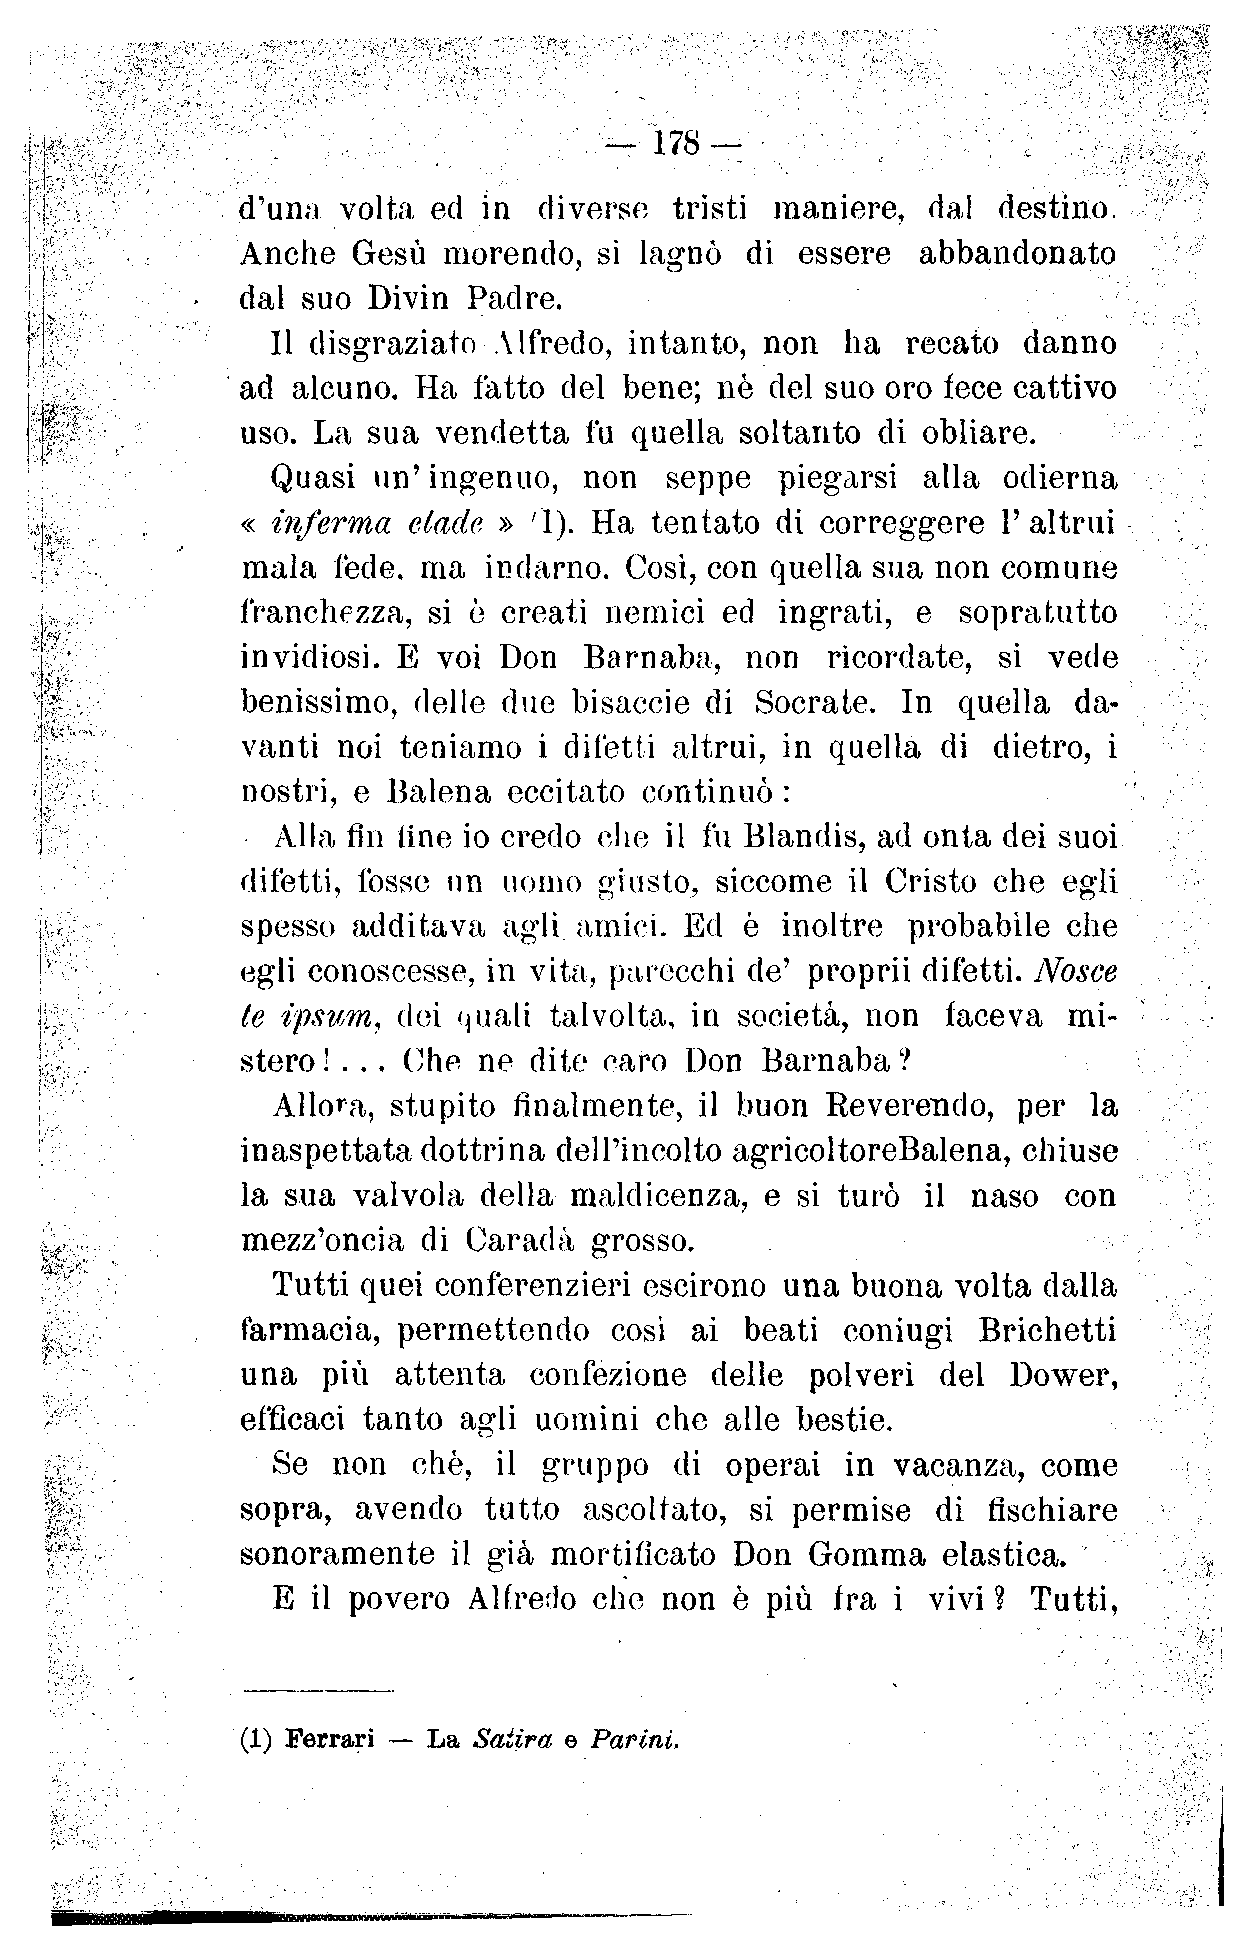 — 178 —
d'una volta ed in diverse tristi maniere, dal destino.
Anche Gesù morendo, si lagnò di essere abbandonato
dal suo Divin Padre.
Il disgraziato Alfredo, intanto, non ha recato danno
ad alcuno. Ha fatto del bene; nè del suo oro fece cattivo
uso. La sua vendetta fu quella soltanto di obliare.
Quasi un' ingenuo, non seppe piegarsi alla odierna
« inferma etade » (1). Ha tentato di correggere l' altrui
mala fede, ma indarno. Così, con quella sua non comune
franchezza, si è creati nemici ed ingrati, e sopratutto
invidiosi. E voi Don Barnaba, non ricordate, si vede
benissimo, delle due bisaccie di Socrate. In quella da-
vanti noi teniamo i difetti altrui, in quella di dietro, i
nostri, e Balena eccitato continuò :
Alla fin fine io credo che il fu Blandis, ad onta dei suoi
difetti, fosse un uomo giusto, siccome il Cristo che egli
spesso additava agli amici. Ed è inoltre probabile che
egli conoscesse, in vita, parecchi de' proprii difetti. Nosce
te ipsum, dei quali talvolta, in società, non faceva mi-
stero! . . . Che ne dite caro Don Barnaba?
Allora, stupito finalmente, il buon Reverendo, per la
inaspettata dottrina dell'incolto agricoltoreBalena, chiuse
la sua valvola della maldicenza, e si turò il naso con
mezz'oncia di Caradà grosso.
Tutti quei conferenzieri escirono una buona volta dalla
farmacia, permettendo così ai beati coniugi Brichetti
una più attenta confezione delle polveri del Dower,
efficaci tanto agli uomini che alle bestie.
Se non chè, il gruppo di operai in vacanza, come
sopra, avendo tutto ascoltato, si permise di fischiare
sonoramente il già mortificato Don Gomma elastica.
E il povero Alfredo che non è più fra i vivi? Tutti,
(1) Ferrari — La Satira e Parini.